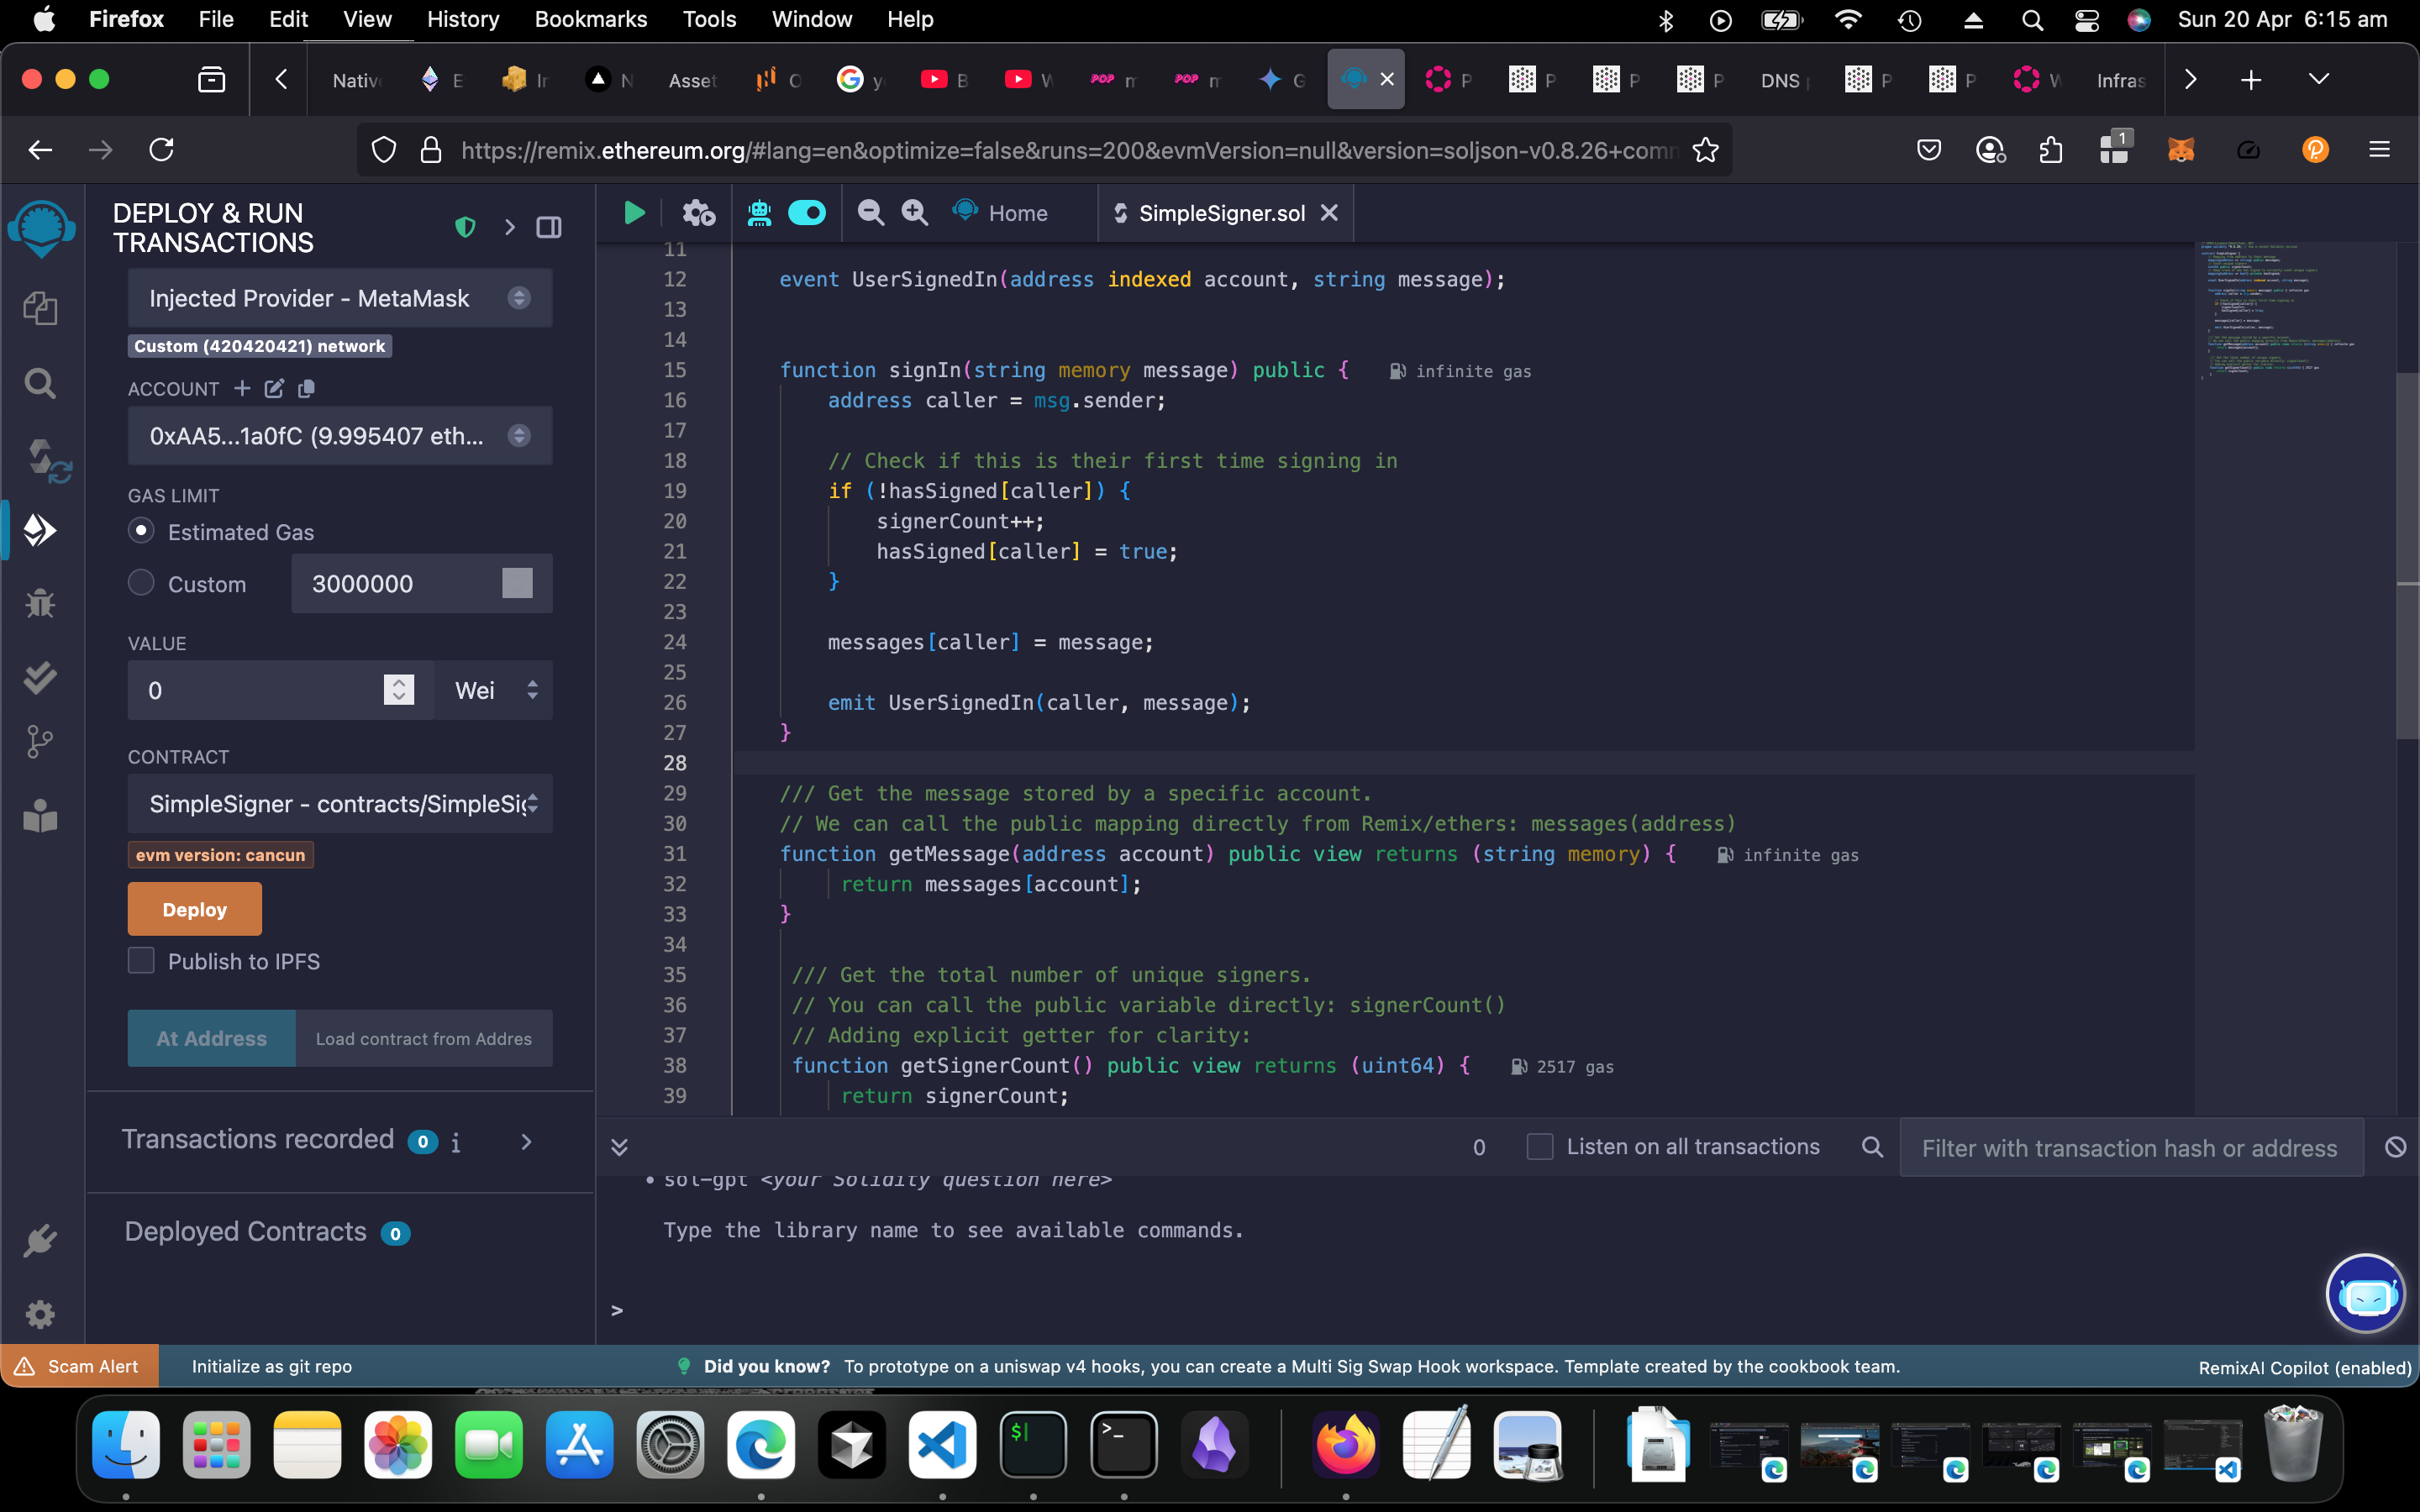 Firefox File Edit View History Bookmarks Tools Window Help Sun 20 Apr 6:15 am
Nativ E Ir N Asset C y B W POP m POP m G P P P P DNS P P W Infras
https://remix.ethereum.org/#lang=en&optimize=false&runs=200&evmVersion=null&version=soljson-v0.8.26+comm 1
DEPLOY & RUN
TRANSACTIONS
Injected Provider - MetaMask
Custom (420420421) network
ACCOUNT
0xAA5...1a0fC (9.995407 eth...
GAS LIMIT
Estimated Gas
Custom 3000000
VALUE
0 Wei
CONTRACT
SimpleSigner - contracts/SimpleSig
evm version: cancun
Deploy
Publish to IPFS
At Address Load contract from Addres
Transactions recorded 0 i
Deployed Contracts 0
Home SimpleSigner.sol
11
12 event UserSignedIn(address indexed account, string message);
13
14
15 function signIn(string memory message) public { infinite gas
16 address caller = msg.sender;
17
18 // Check if this is their first time signing in
19 if (!hasSigned[caller]) {
20 signerCount++;
21 hasSigned[caller] = true;
22 }
23
24 messages[caller] = message;
25
26 emit UserSignedIn(caller, message);
27 }
28
29 /// Get the message stored by a specific account.
30 // We can call the public mapping directly from Remix/ethers: messages(address)
31 function getMessage(address account) public view returns (string memory) { infinite gas
32 return messages[account];
33 }
34
35 /// Get the total number of unique signers.
36 // You can call the public variable directly: signerCount()
37 // Adding explicit getter for clarity:
38 function getSignerCount() public view returns (uint64) { 2517 gas
39 return signerCount;
0 Listen on all transactions Filter with transaction hash or address
• sol-gpt <your Solidity question here>
Type the library name to see available commands.
>
Scam Alert Initialize as git repo Did you know? To prototype on a uniswap v4 hooks, you can create a Multi Sig Swap Hook workspace. Template created by the cookbook team. RemixAI Copilot (enabled)